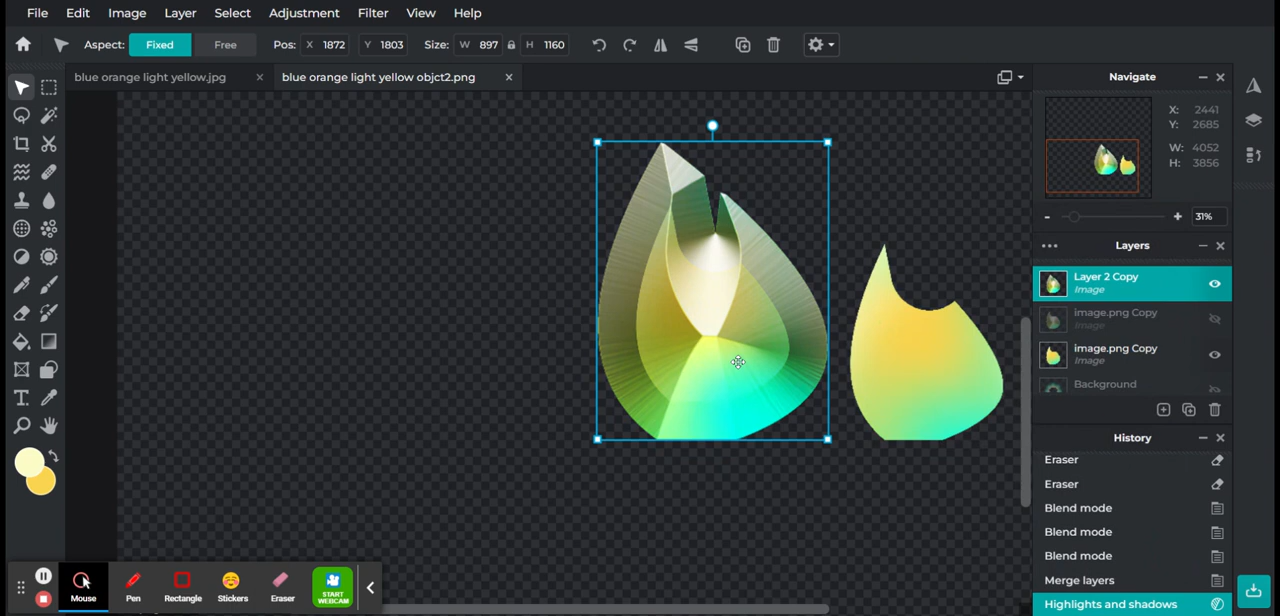 File Edit Image Layer Select Adjustment Filter View Help
Aspect: Fixed Free Pos: X 1872 Y 1803 Size: W 897 H 1160
blue orange light yellow.jpg × blue orange light yellow objct2.png ×
Navigate
X: 2441
Y: 2685
W: 4052
H: 3856
- + 31%
Layers
Layer 2 Copy
Image
image.png Copy
Image
image.png Copy
Image
Background
History
Eraser
Eraser
Blend mode
Blend mode
Blend mode
Merge layers
Highlights and shadows
Mouse Pen Rectangle Stickers Eraser START WEBCAM